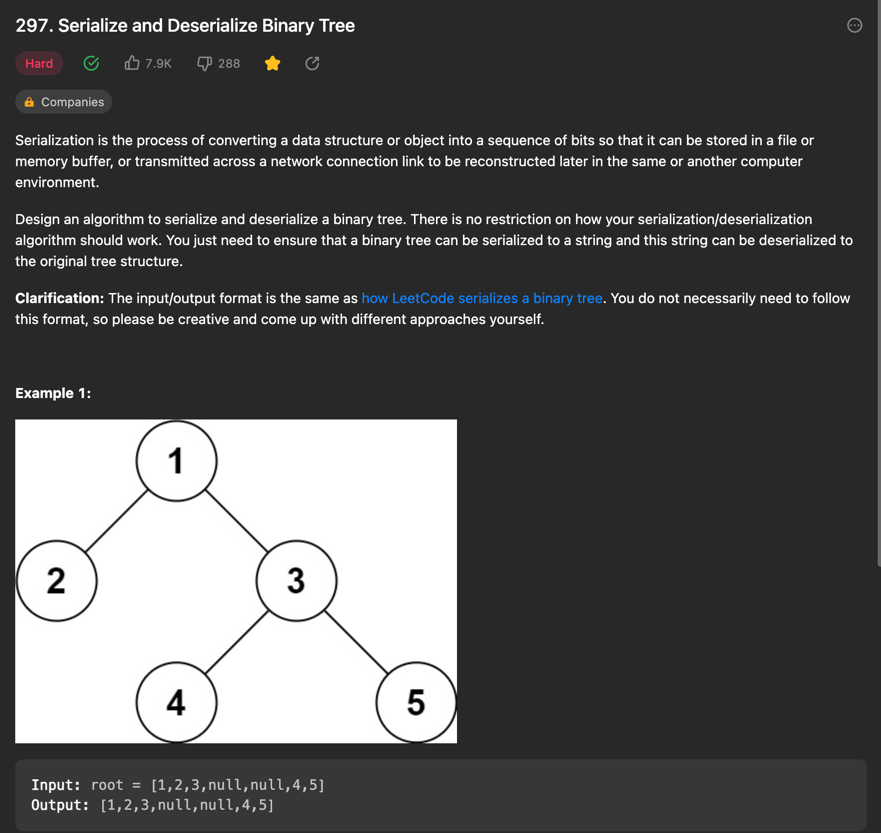 297. Serialize and Deserialize Binary Tree
Hard 7.9K 288
Companies
Serialization is the process of converting a data structure or object into a sequence of bits so that it can be stored in a file or
memory buffer, or transmitted across a network connection link to be reconstructed later in the same or another computer
environment.
Design an algorithm to serialize and deserialize a binary tree. There is no restriction on how your serialization/deserialization
algorithm should work. You just need to ensure that a binary tree can be serialized to a string and this string can be deserialized to
the original tree structure.
Clarification: The input/output format is the same as how LeetCode serializes a binary tree. You do not necessarily need to follow
this format, so please be creative and come up with different approaches yourself.
Example 1:
1
2 3
4 5
Input: root = [1,2,3,null,null,4,5]
Output: [1,2,3,null,null,4,5]